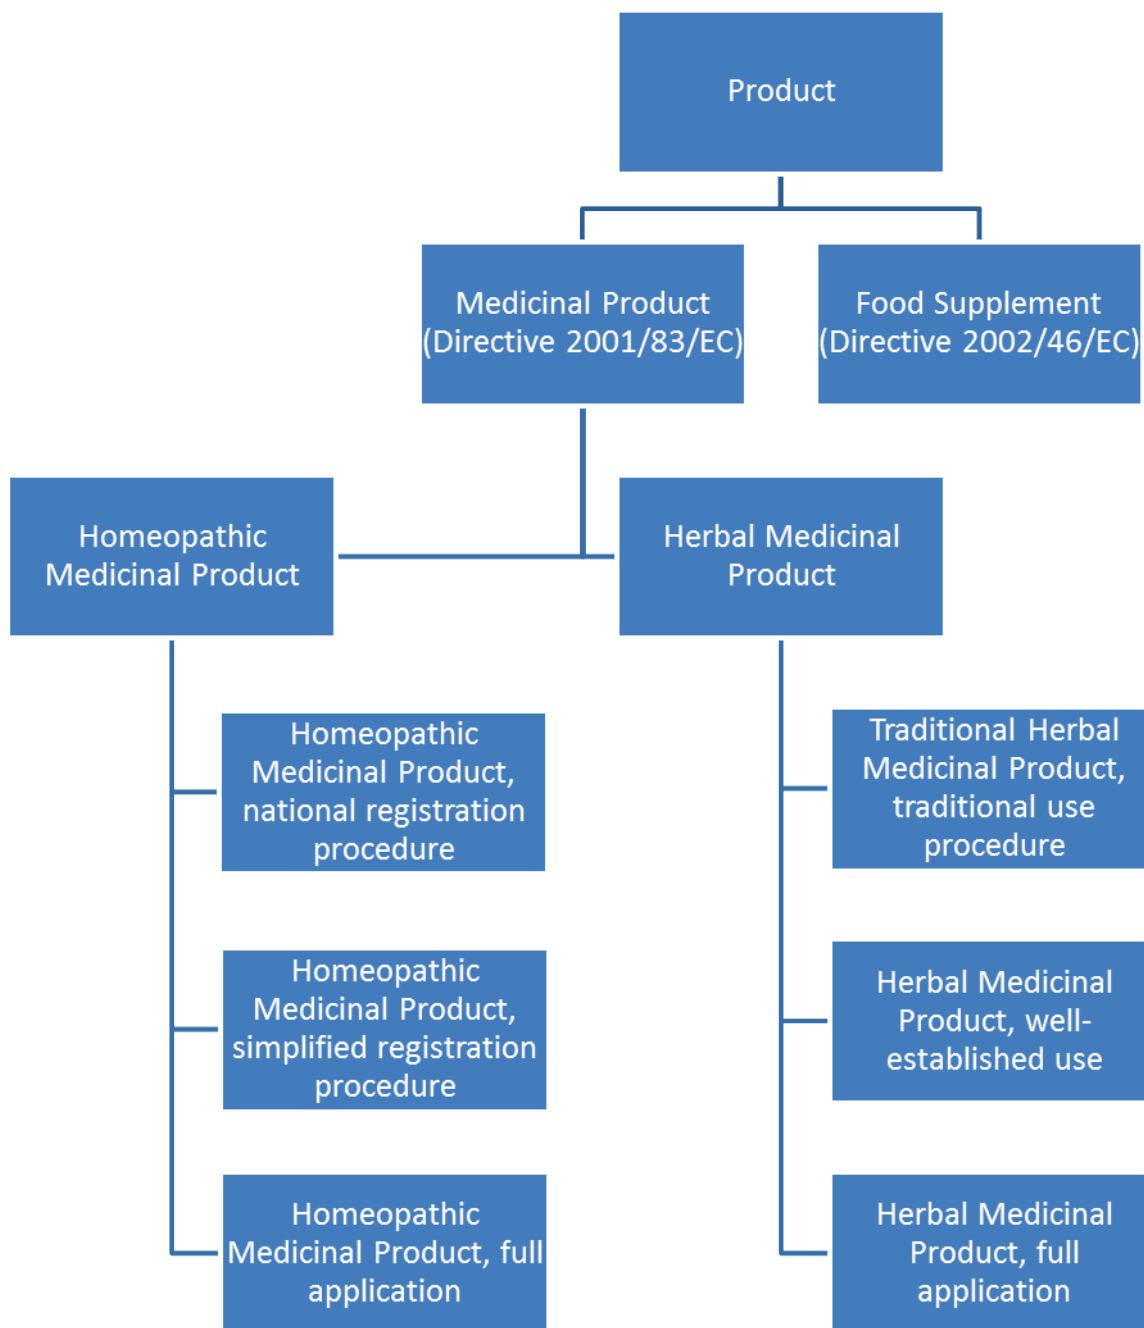 Product
Medicinal Product
(Directive 2001/83/EC)
Food Supplement
(Directive 2002/46/EC)
Homeopathic
Medicinal Product
Herbal Medicinal
Product
Homeopathic
Medicinal Product,
national registration
procedure
Homeopathic
Medicinal Product,
simplified registration
procedure
Homeopathic
Medicinal Product, full
application
Traditional Herbal
Medicinal Product,
traditional use
procedure
Herbal Medicinal
Product, well-
established use
Herbal Medicinal
Product, full
application